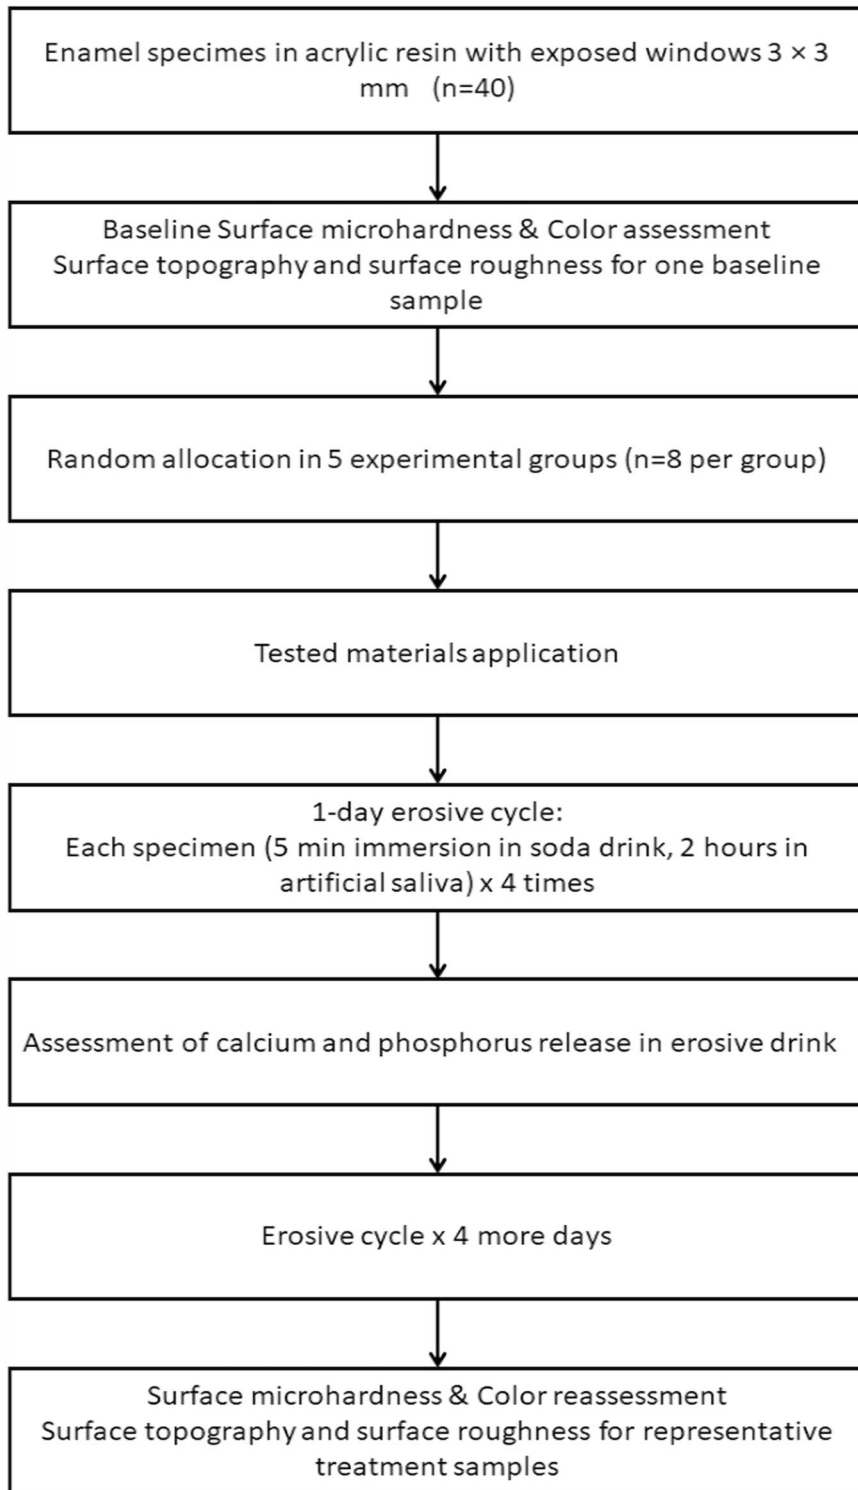 Enamel specimes in acrylic resin with exposed windows 3 × 3
mm (n=40)
Baseline Surface microhardness & Color assessment
Surface topography and surface roughness for one baseline
sample
Random allocation in 5 experimental groups (n=8 per group)
Tested materials application
1-day erosive cycle:
Each specimen (5 min immersion in soda drink, 2 hours in
artificial saliva) x 4 times
Assessment of calcium and phosphorus release in erosive drink
Erosive cycle x 4 more days
Surface microhardness & Color reassessment
Surface topography and surface roughness for representative
treatment samples